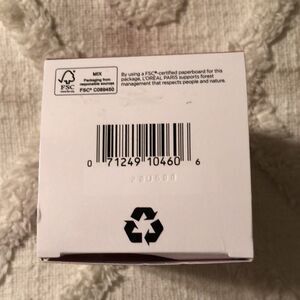 MIX
Packaging from
responsible sources
FSC® C089450
FSC
By using a FSC®-certified paperboard for this
package, L'ORÉAL PARIS supports forest
management that respects people and nature.
0 71249 10460 6